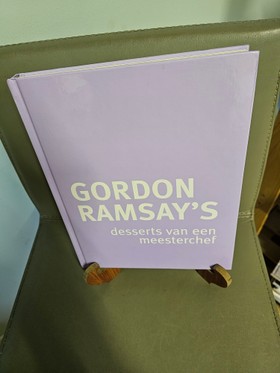 GORDON
RAMSAY'S
desserts van een
meesterchef